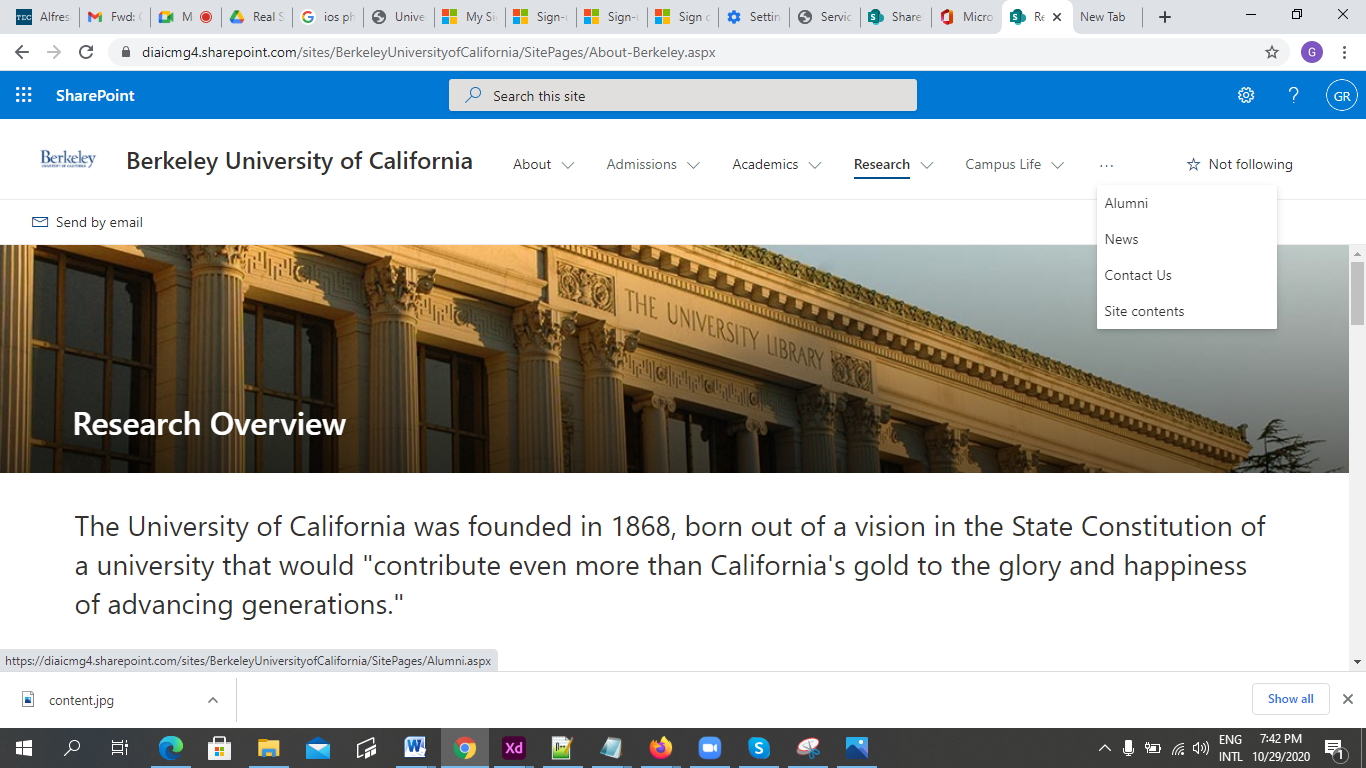 Alfres
Fwd: C
M
Real S
ios ph
Unive
My Si
Sign-u
Sign-u
Sign o
Settin
Servic
Share
Micro
Re
New Tab
diaicmg4.sharepoint.com/sites/BerkeleyUniversityofCalifornia/SitePages/About-Berkeley.aspx
G
SharePoint
Search this site
?
GR
Berkeley
Berkeley University of California
About
Admissions
Academics
Research
Campus Life
...
Not following
Send by email
Alumni
News
Contact Us
Site contents
THE UNIVERSITY LIBRARY
Research Overview
The University of California was founded in 1868, born out of a vision in the State Constitution of
a university that would "contribute even more than California's gold to the glory and happiness
of advancing generations."
https://diaicmg4.sharepoint.com/sites/BerkeleyUniversityofCalifornia/SitePages/Alumni.aspx
content.jpg
Show all
Xd
ENG
INTL
7:42 PM
10/29/2020
1